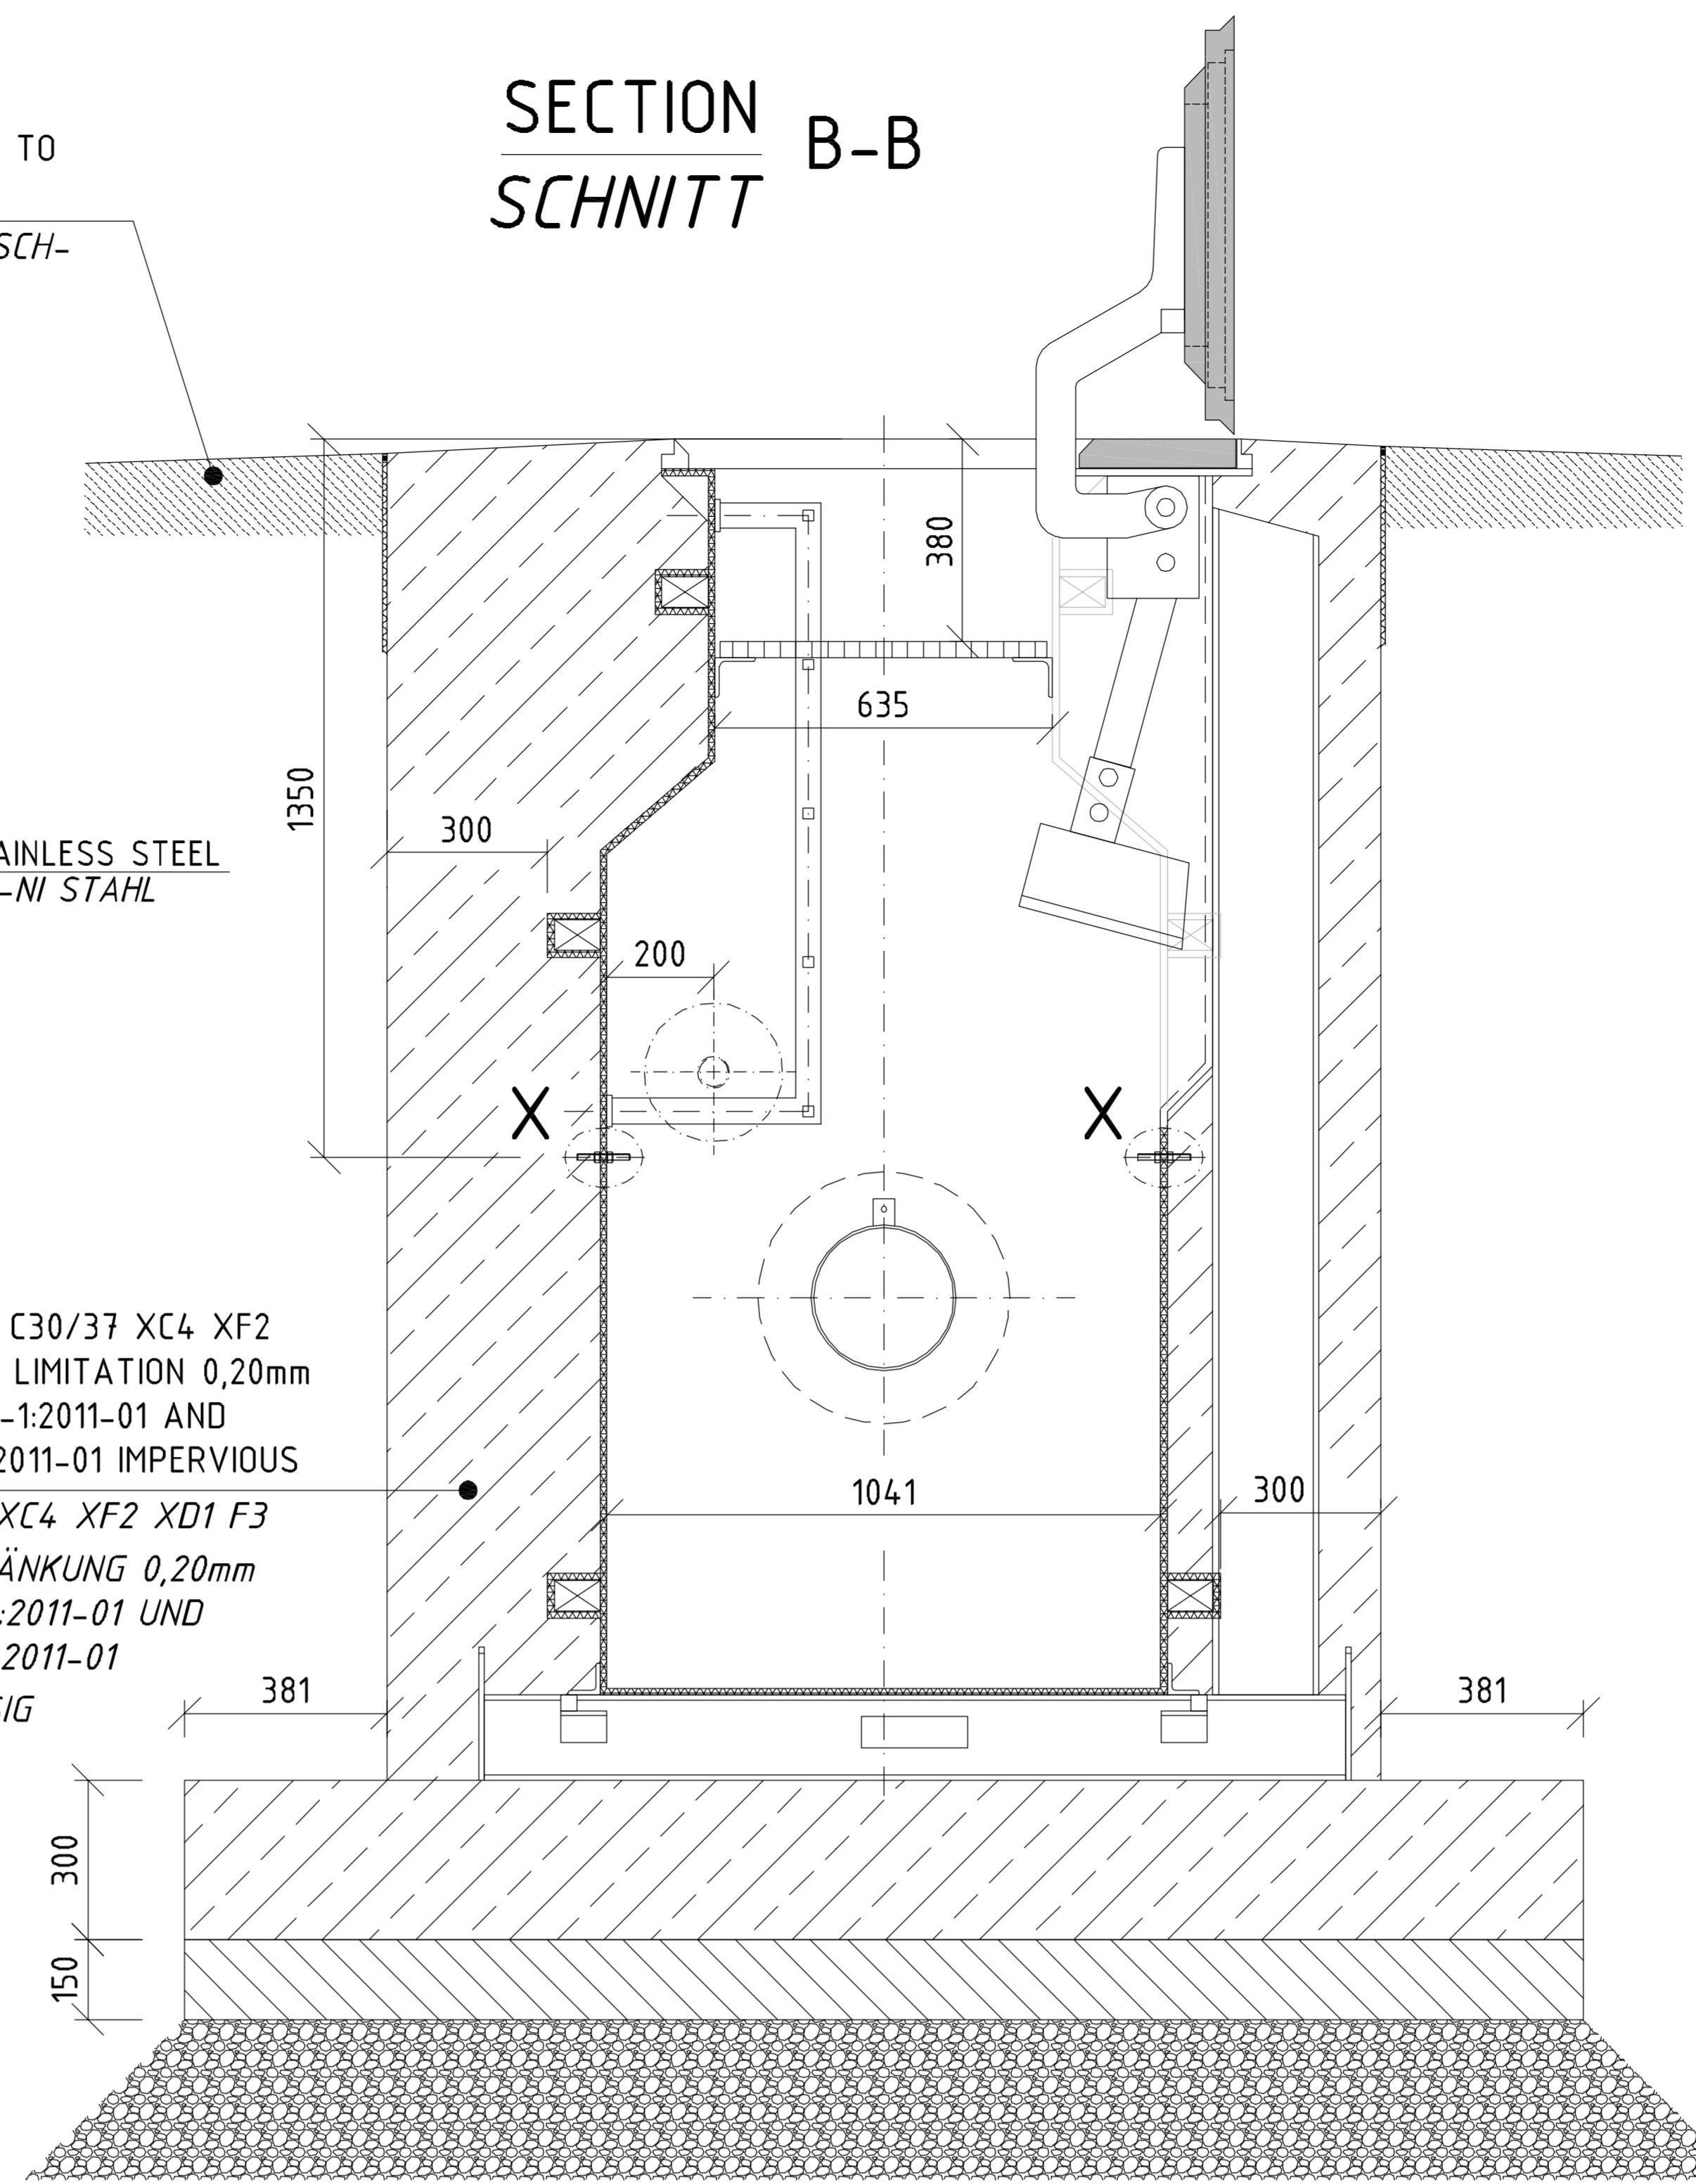 SECTION
SCHNITT
B-B
TO
SCH-
380
635
1350
300
AINLESS STEEL
-NI STAHL
200
X
X
C30/37 XC4 XF2
LIMITATION 0,20mm
-1:2011-01 AND
2011-01 IMPERVIOUS
XC4 XF2 XD1 F3
ÄNKUNG 0,20mm
:2011-01 UND
2011-01
IG
1041
300
381
381
300
150